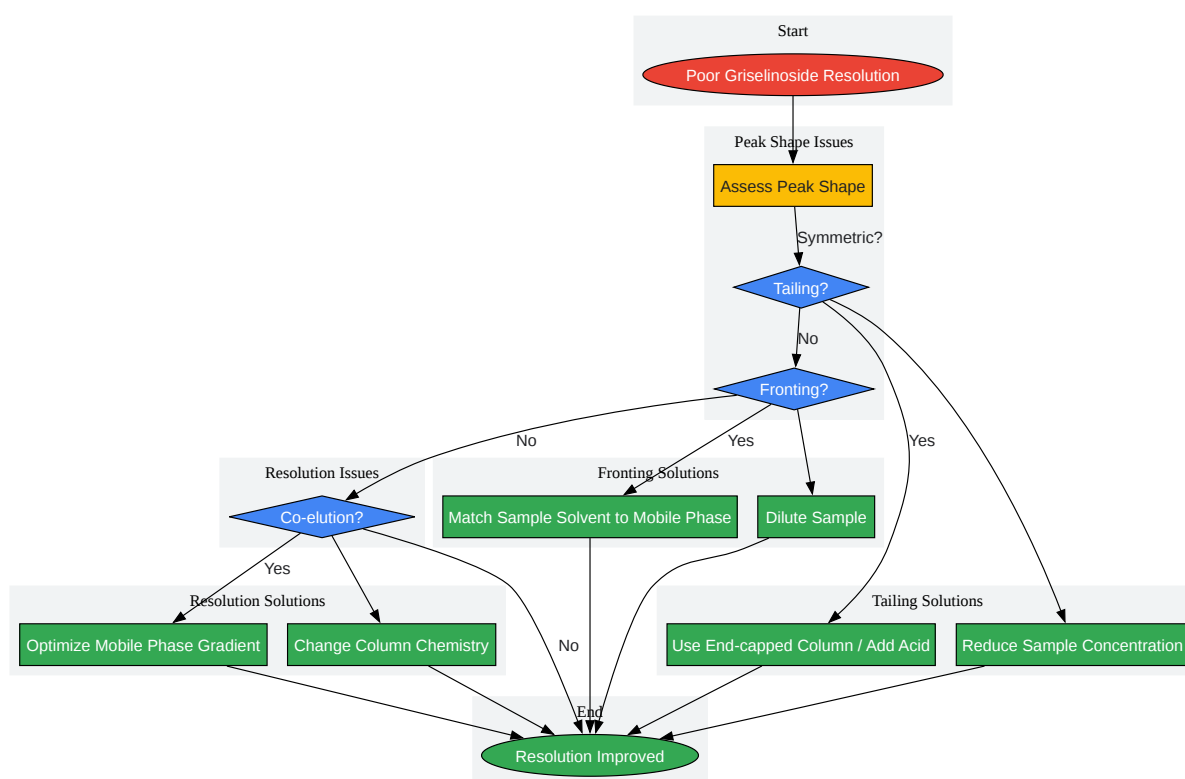 Start
Poor Griselinoside Resolution
Peak Shape Issues
Assess Peak Shape
Symmetric?
Tailing?
No
Fronting?
No
Yes
Yes
Resolution Issues
Fronting Solutions
Co-elution?
Match Sample Solvent to Mobile Phase
Dilute Sample
Yes
Resolution Solutions
Tailing Solutions
Optimize Mobile Phase Gradient
Change Column Chemistry
No
Use End-capped Column / Add Acid
Reduce Sample Concentration
End
Resolution Improved